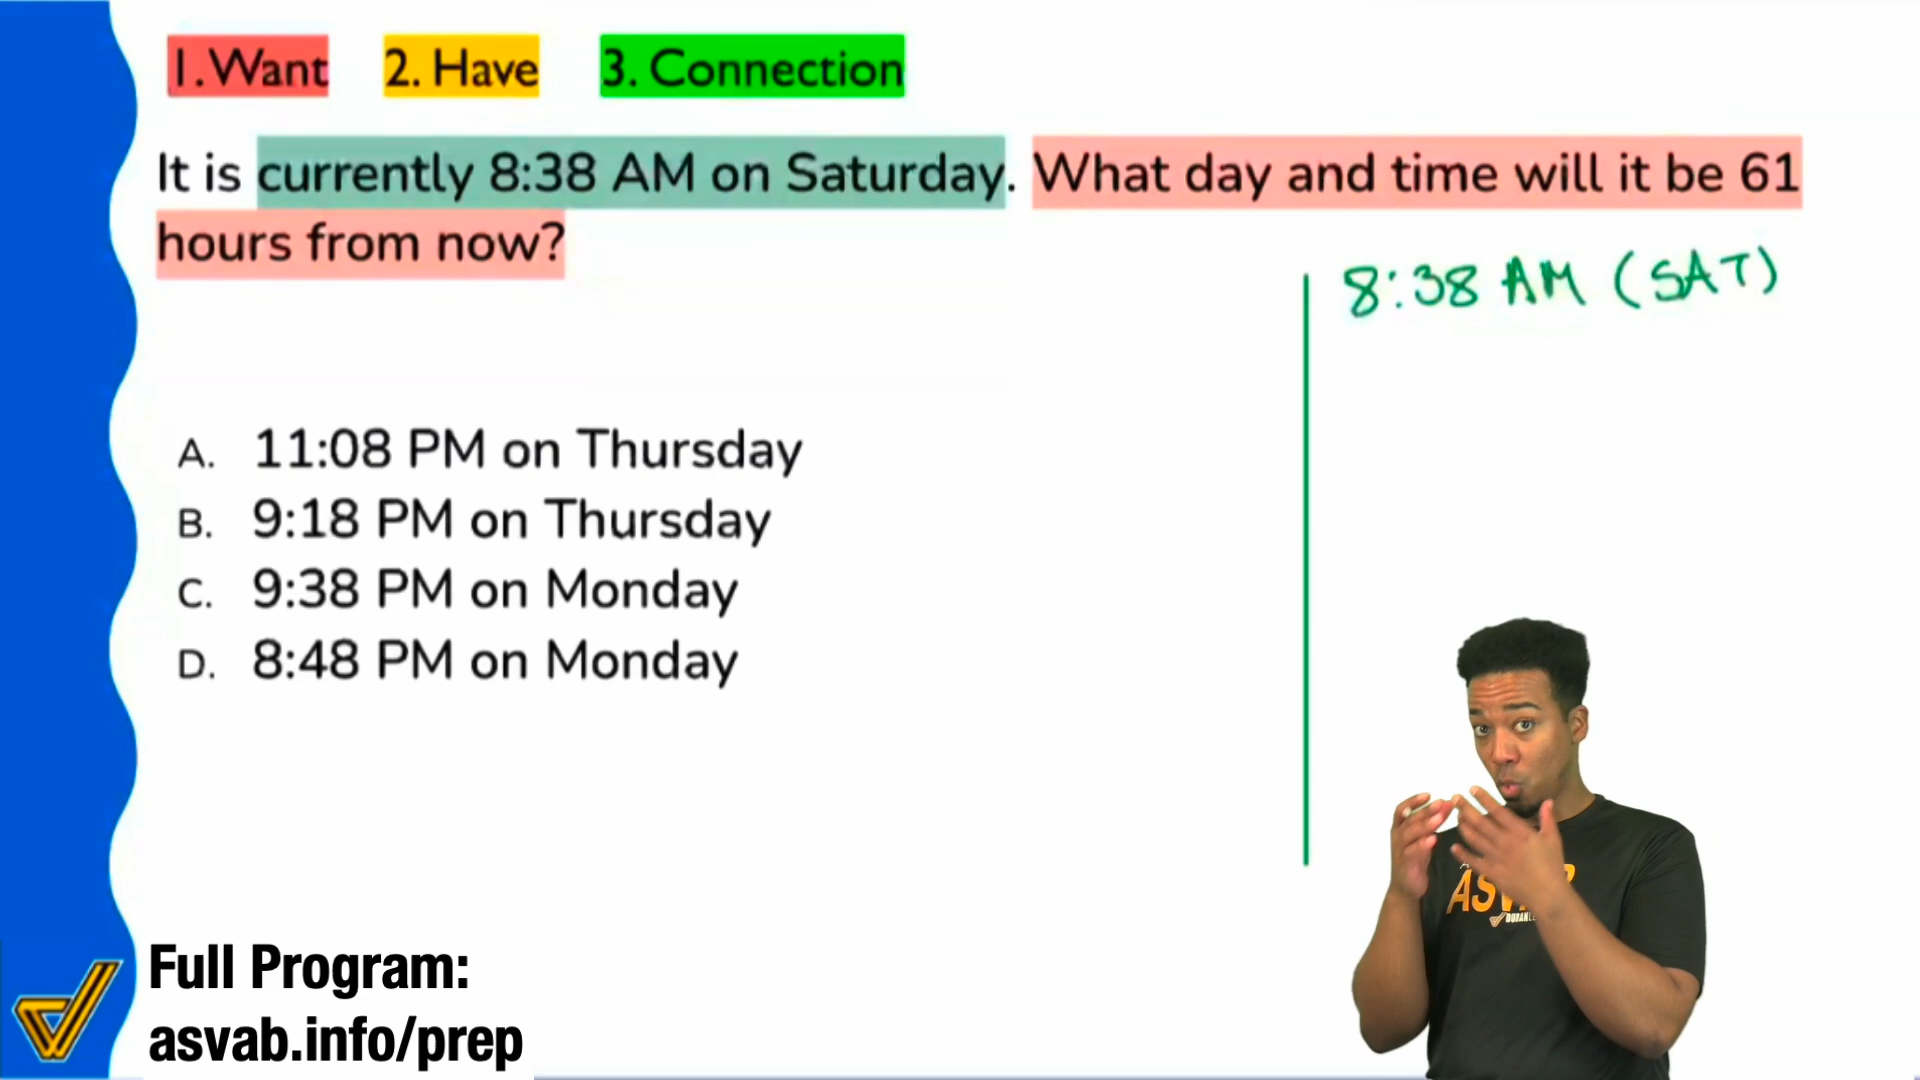 1. Want 2. Have 3. Connection
It is currently 8:38 AM on Saturday. What day and time will it be 61
hours from now?
8:38 AM (SAT)
A. 11:08 PM on Thursday
B. 9:18 PM on Thursday
C. 9:38 PM on Monday
D. 8:48 PM on Monday
Full Program:
asvab.info/prep